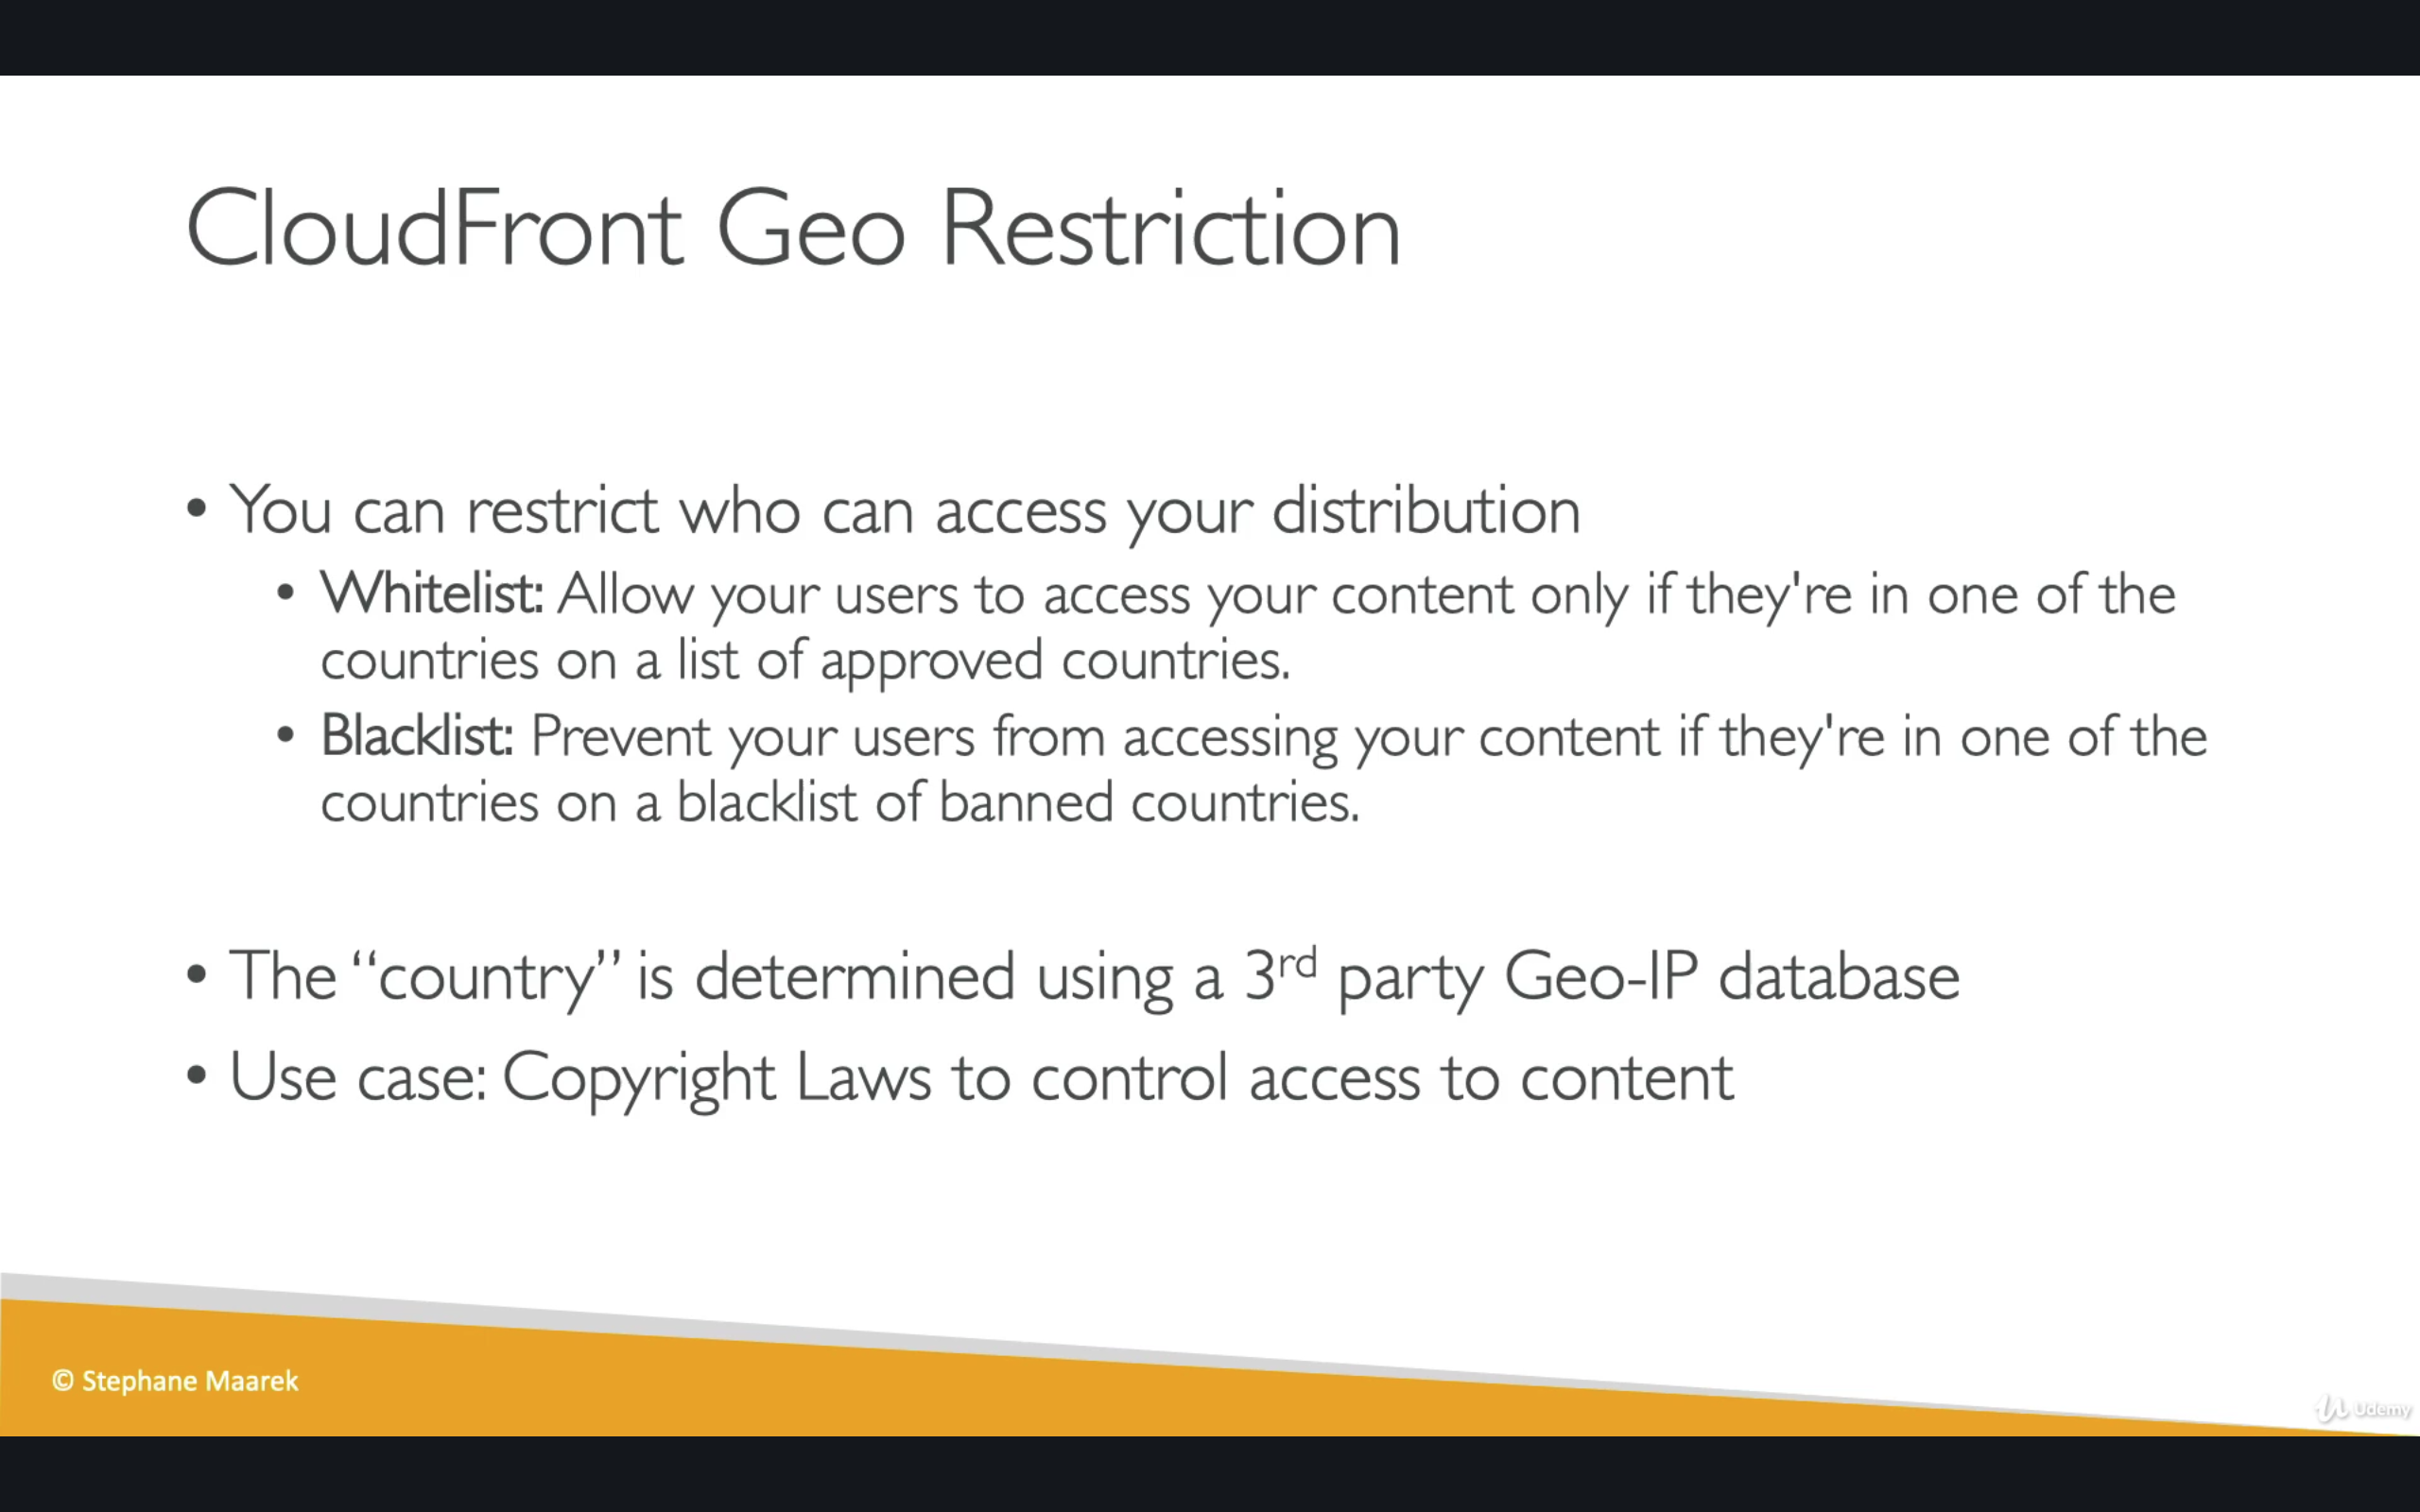 CloudFront Geo Restriction
• You can restrict who can access your distribution
• Whitelist: Allow your users to access your content only if they're in one of the
countries on a list of approved countries.
• Blacklist: Prevent your users from accessing your content if they're in one of the
countries on a blacklist of banned countries.
• The “country” is determined using a 3rd party Geo-IP database
• Use case: Copyright Laws to control access to content
© Stephane Maarek
Udemy